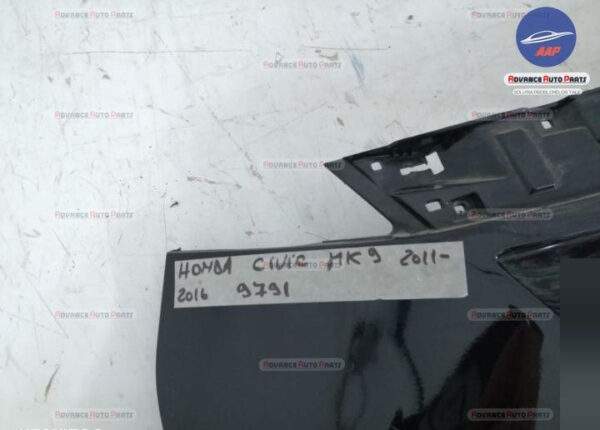 AAP
ADVANCE AUTO PARTS
HONDA CIVIC MK9 2011-
2016 9791